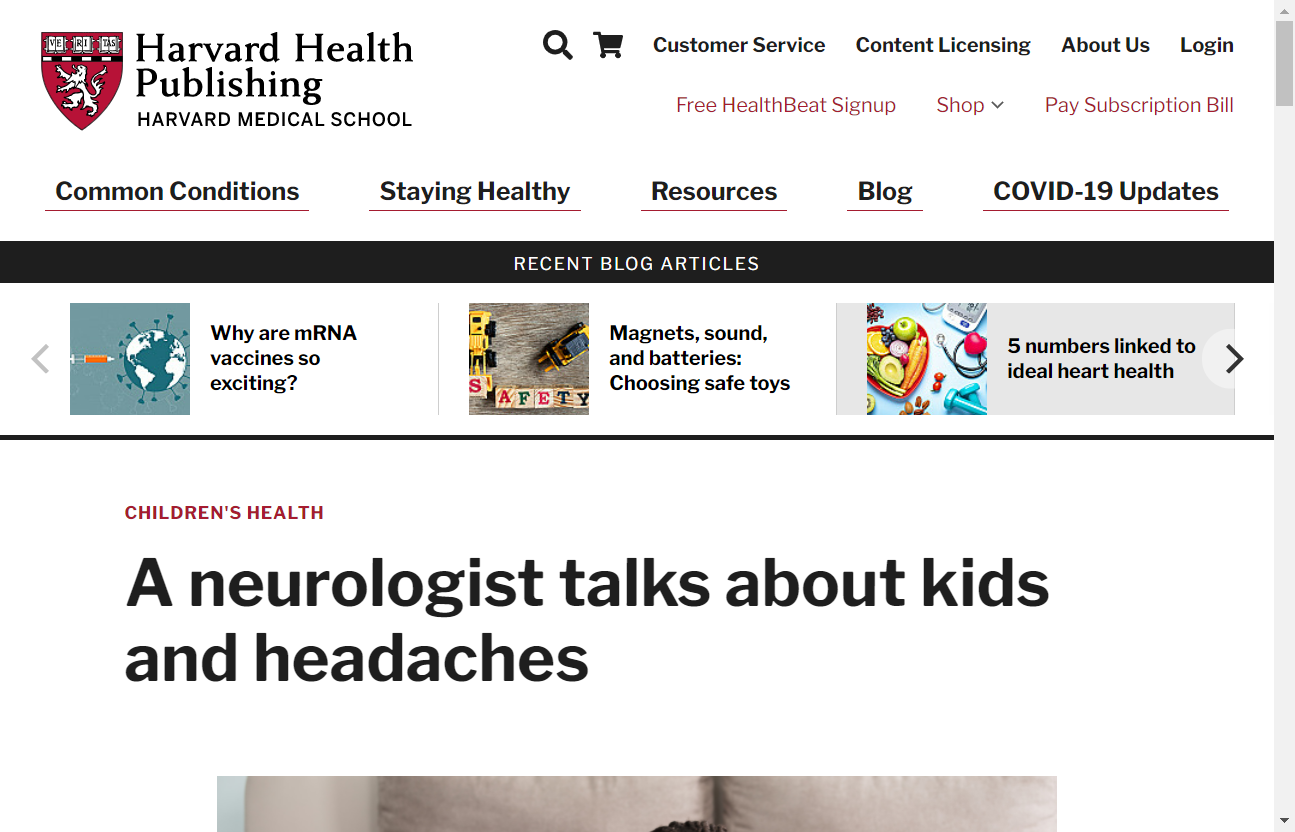 VE RI TAS
Harvard Health
Publishing
HARVARD MEDICAL SCHOOL
Customer Service
Content Licensing
About Us
Login
Free HealthBeat Signup
Shop
Pay Subscription Bill
Common Conditions
Staying Healthy
Resources
Blog
COVID-19 Updates
RECENT BLOG ARTICLES
Why are mRNA
vaccines so
exciting?
SAFETY
Magnets, sound,
and batteries:
Choosing safe toys
5 numbers linked to
ideal heart health
CHILDREN'S HEALTH
A neurologist talks about kids
and headaches